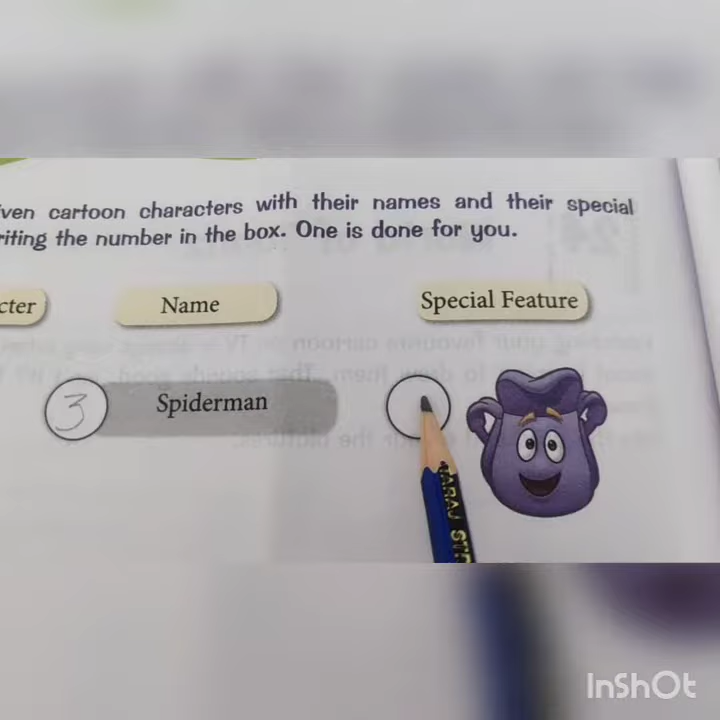 ven cartoon characters with their names and their special
riting the number in the box. One is done for you.
cter Name Special Feature
3 Spiderman
InShOt